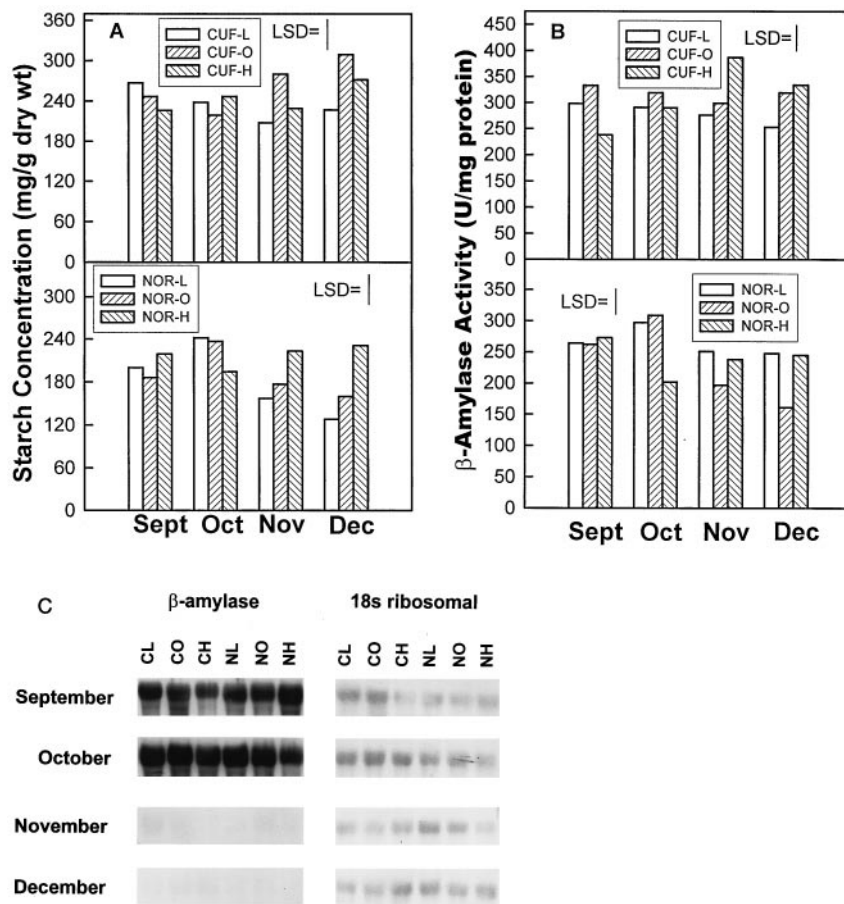 A
CUF-L
CUF-O
CUF-H
LSD=
360
300
240
180
120
60
0
Starch Concentration (mg/g dry wt)
NOR-L
NOR-O
NOR-H
LSD=
300
240
180
120
60
0
Sept Oct Nov Dec
B
CUF-L
CUF-O
CUF-H
LSD=
450
400
350
300
250
200
150
100
50
0
β-Amylase Activity (U/mg protein)
LSD=
NOR-L
NOR-O
NOR-H
350
300
250
200
150
100
50
0
Sept Oct Nov Dec
C
β-amylase 18s ribosomal
CL CO CH NL NO NH CL CO CH NL NO NH
September
October
November
December